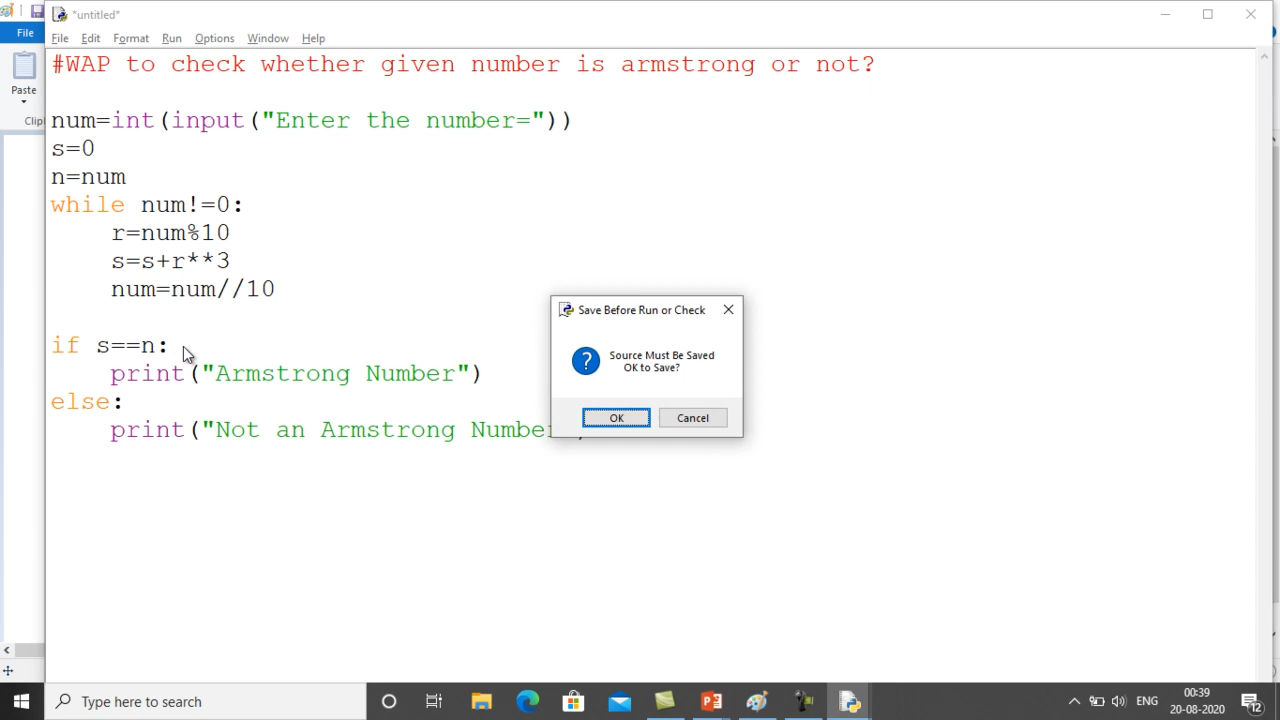 *untitled*
File
File Edit Format Run Options Window Help
#WAP to check whether given number is armstrong or not?
Paste
num=int(input("Enter the number="))
s=0
n=num
while num!=0:
r=num%10
s=s+r**3
num=num//10
Save Before Run or Check
Source Must Be Saved
OK to Save?
OK Cancel
if s==n:
print("Armstrong Number")
else:
print("Not an Armstrong Number
Type here to search
ENG
00:39
20-08-2020
12